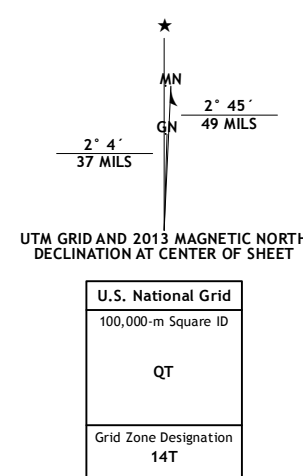 ★
MN
GN
2° 45´
49 MILS
2° 4´
37 MILS
UTM GRID AND 2013 MAGNETIC NORTH
DECLINATION AT CENTER OF SHEET
U.S. National Grid
100,000-m Square ID
QT
Grid Zone Designation
14T